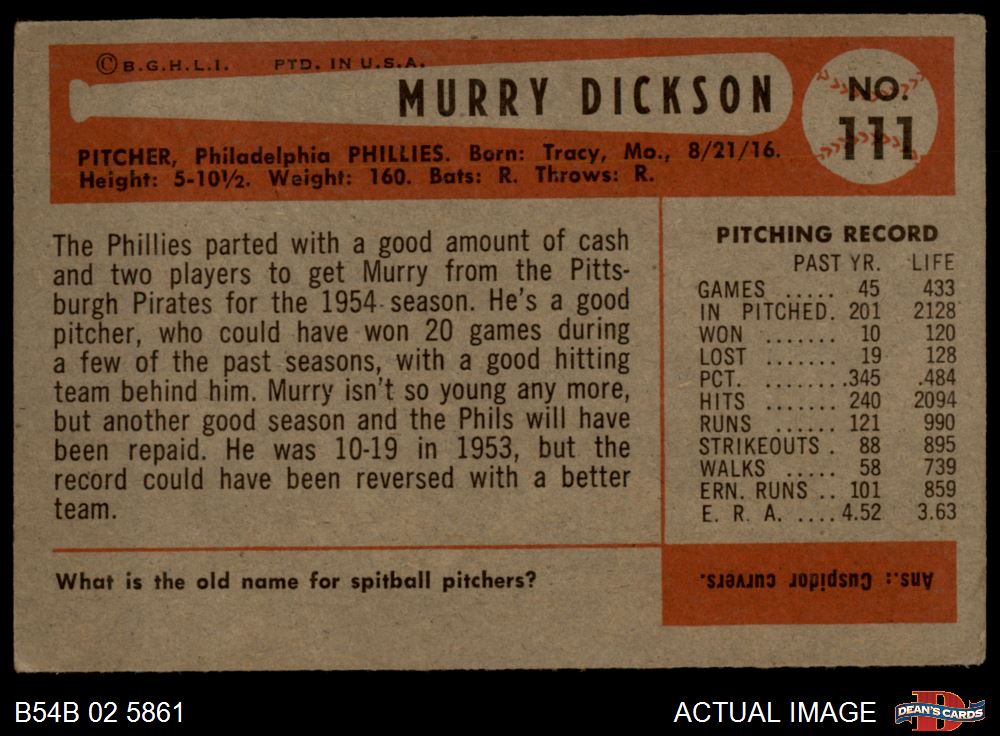 ©B.G.H.L.I. PTD. IN U.S.A.
MURRY DICKSON
NO.
111
PITCHER, Philadelphia PHILLIES. Born: Tracy, Mo., 8/21/16.
Height: 5-10½. Weight: 160. Bats: R. Throws: R.
The Phillies parted with a good amount of cash
and two players to get Murry from the Pitts-
burgh Pirates for the 1954 season. He's a good
pitcher, who could have won 20 games during
a few of the past seasons, with a good hitting
team behind him. Murry isn't so young any more,
but another good season and the Phils will have
been repaid. He was 10-19 in 1953, but the
record could have been reversed with a better
team.
PITCHING RECORD
PAST YR. LIFE
GAMES ..... 45 433
IN PITCHED. 201 2128
WON ....... 10 120
LOST ....... 19 128
PCT. ........345 .484
HITS ....... 240 2094
RUNS ...... 121 990
STRIKEOUTS . 88 895
WALKS ..... 58 739
ERN. RUNS .. 101 859
E. R. A. ....4.52 3.63
What is the old name for spitball pitchers?
Ans.: Cuspidor curvers.
B54B 02 5861
ACTUAL IMAGE
DEAN'S CARDS